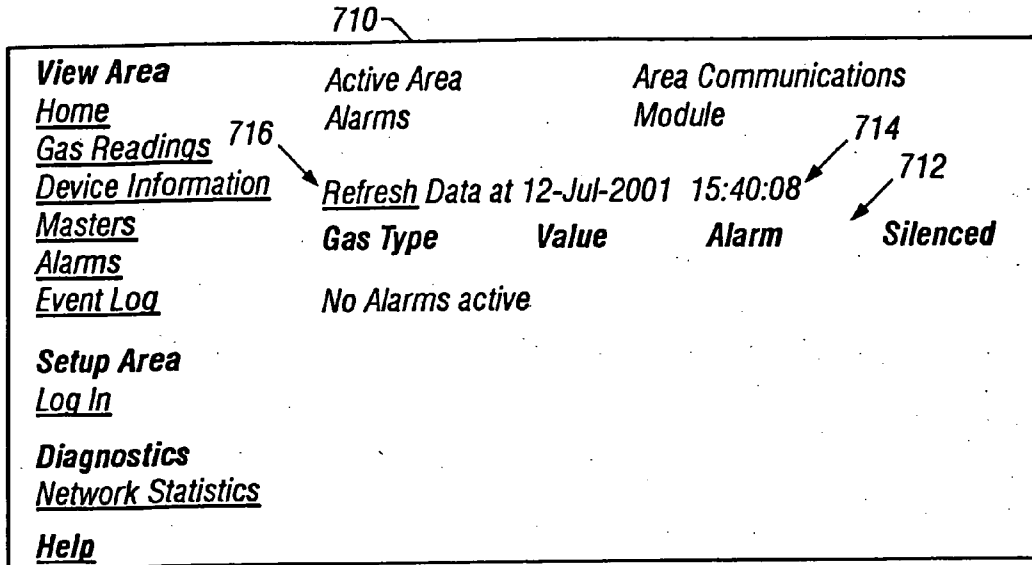 710
View Area
Home
Gas Readings
Device Information
Masters
Alarms
Event Log
Setup Area
Log In
Diagnostics
Network Statistics
Help
Active Area
Alarms
Area Communications
Module
716
714
712
Refresh Data at 12-Jul-2001 15:40:08
Gas Type Value Alarm Silenced
No Alarms active